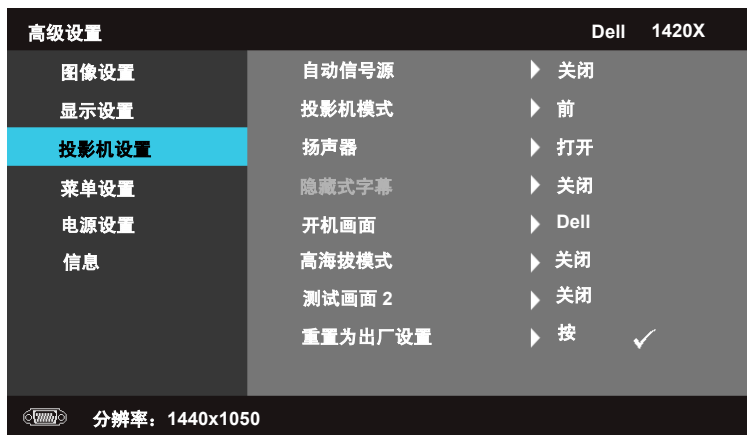 高级设置 Dell 1420X
图像设置 自动信号源 关闭
显示设置 投影机模式 前
投影机设置 扬声器 打开
菜单设置 隐藏式字幕 关闭
电源设置 开机画面 Dell
信息 高海拔模式 关闭
测试画面 2 关闭
重置为出厂设置 按
分辨率：1440x1050